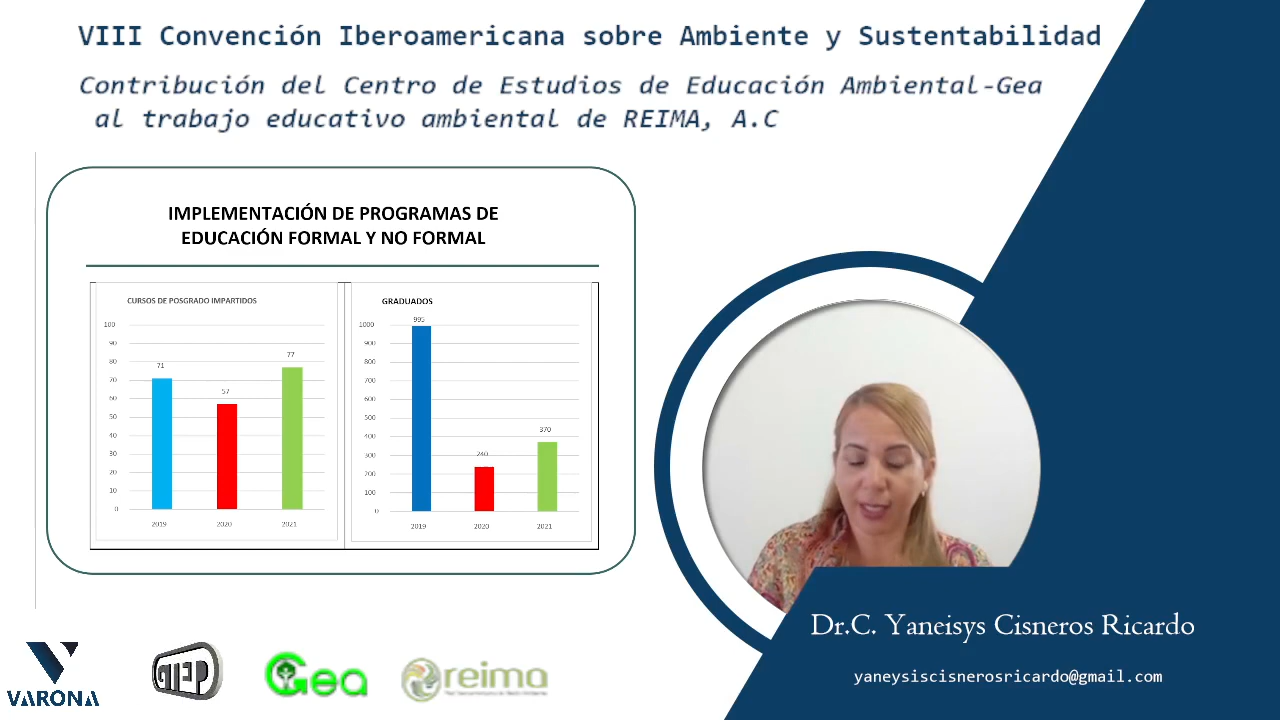 VIII Convención Iberoamericana sobre Ambiente y Sustentabilidad
Contribución del Centro de Estudios de Educación Ambiental-Gea
al trabajo educativo ambiental de REIMA, A.C
IMPLEMENTACIÓN DE PROGRAMAS DE
EDUCACIÓN FORMAL Y NO FORMAL
CURSOS DE POSGRADO IMPARTIDOS
100
90
80
70
60
50
40
30
20
10
0
71
57
77
2019 2020 2021
GRADUADOS
1000
900
800
700
600
500
400
300
200
100
0
995
240
370
2019 2020 2021
Dr.C. Yaneisys Cisneros Ricardo
yaneysiscisnerosricardo@gmail.com
VARONA
GIEP
Gea
reima